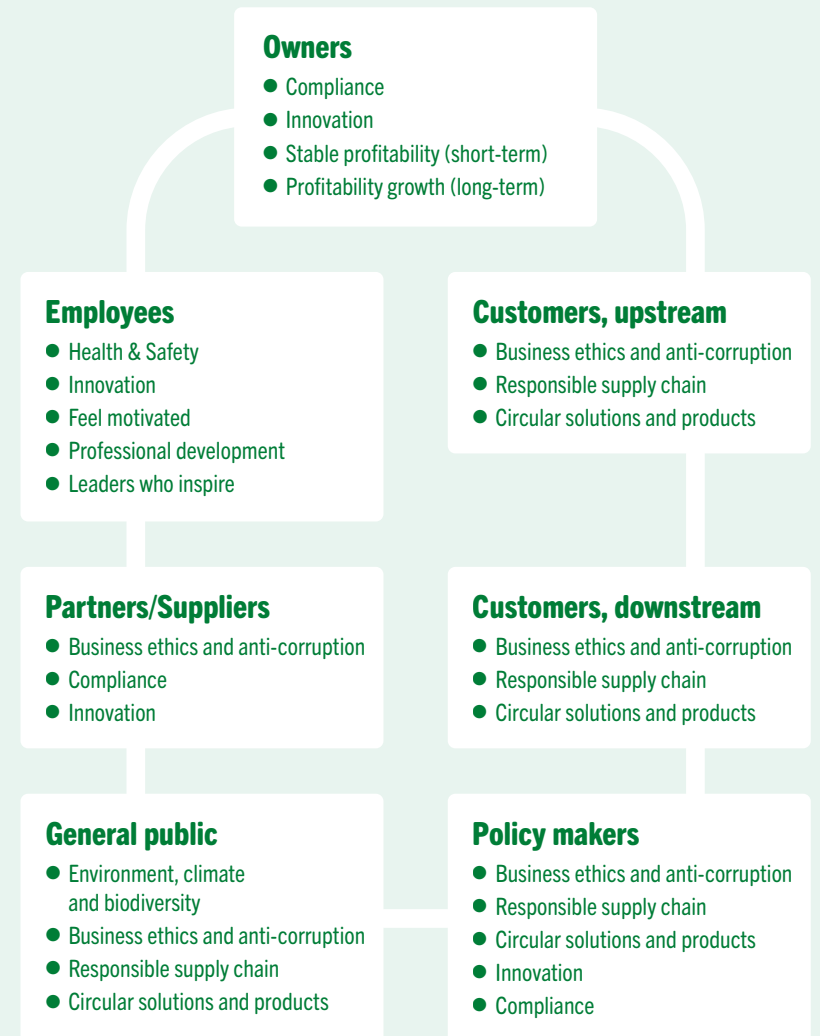 Owners
● Compliance
● Innovation
● Stable profitability (short-term)
● Profitability growth (long-term)
Employees
● Health & Safety
● Innovation
● Feel motivated
● Professional development
● Leaders who inspire
Customers, upstream
● Business ethics and anti-corruption
● Responsible supply chain
● Circular solutions and products
Partners/Suppliers
● Business ethics and anti-corruption
● Compliance
● Innovation
Customers, downstream
● Business ethics and anti-corruption
● Responsible supply chain
● Circular solutions and products
General public
● Environment, climate
and biodiversity
● Business ethics and anti-corruption
● Responsible supply chain
● Circular solutions and products
Policy makers
● Business ethics and anti-corruption
● Responsible supply chain
● Circular solutions and products
● Innovation
● Compliance